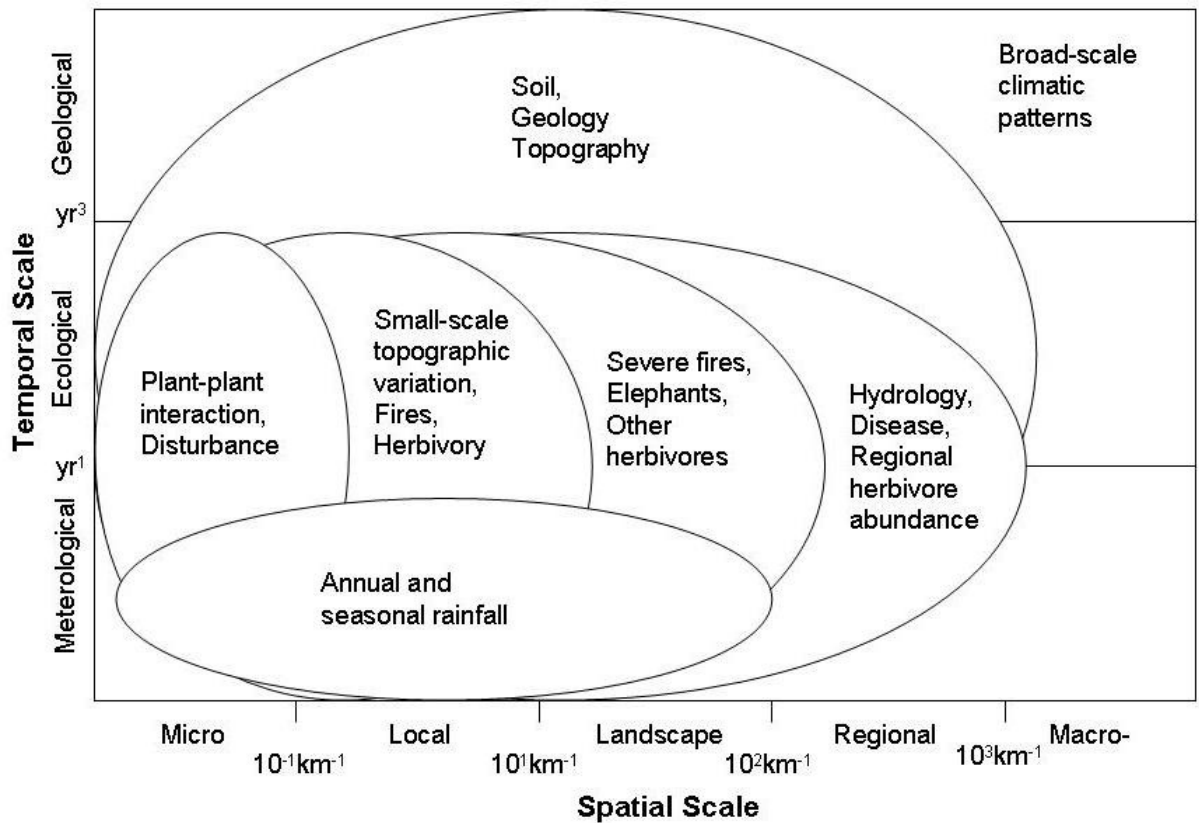 Broad-scale
climatic
patterns
Soil,
Geology
Topography
Geological
yr³
Temporal Scale
Ecological
yr¹
Meterological
Plant-plant
interaction,
Disturbance
Small-scale
topographic
variation,
Fires,
Herbivory
Severe fires,
Elephants,
Other
herbivores
Hydrology,
Disease,
Regional
herbivore
abundance
Annual and
seasonal rainfall
Micro
Local
Landscape
Regional
Macro-
10⁻¹km⁻¹
10¹km⁻¹
10²km⁻¹
10³km⁻¹
Spatial Scale